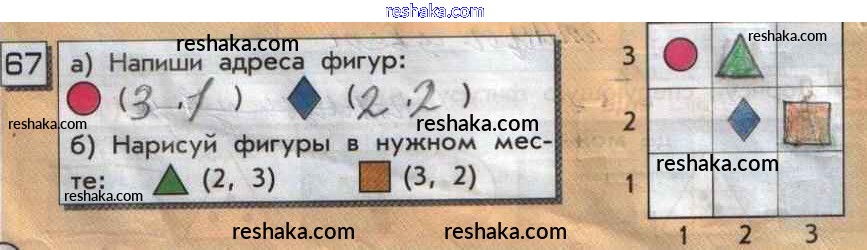 reshaka.com
67
а) Напиши адреса фигур:
reshaka.com
(3 , 1) (2 , 2)
reshaka.com
reshaka.com
б) Нарисуй фигуры в нужном мес-
те: (2, 3) (3, 2)
reshaka.com
reshaka.com
reshaka.com
3
2
1
reshaka.com
1 2 3
reshaka.com